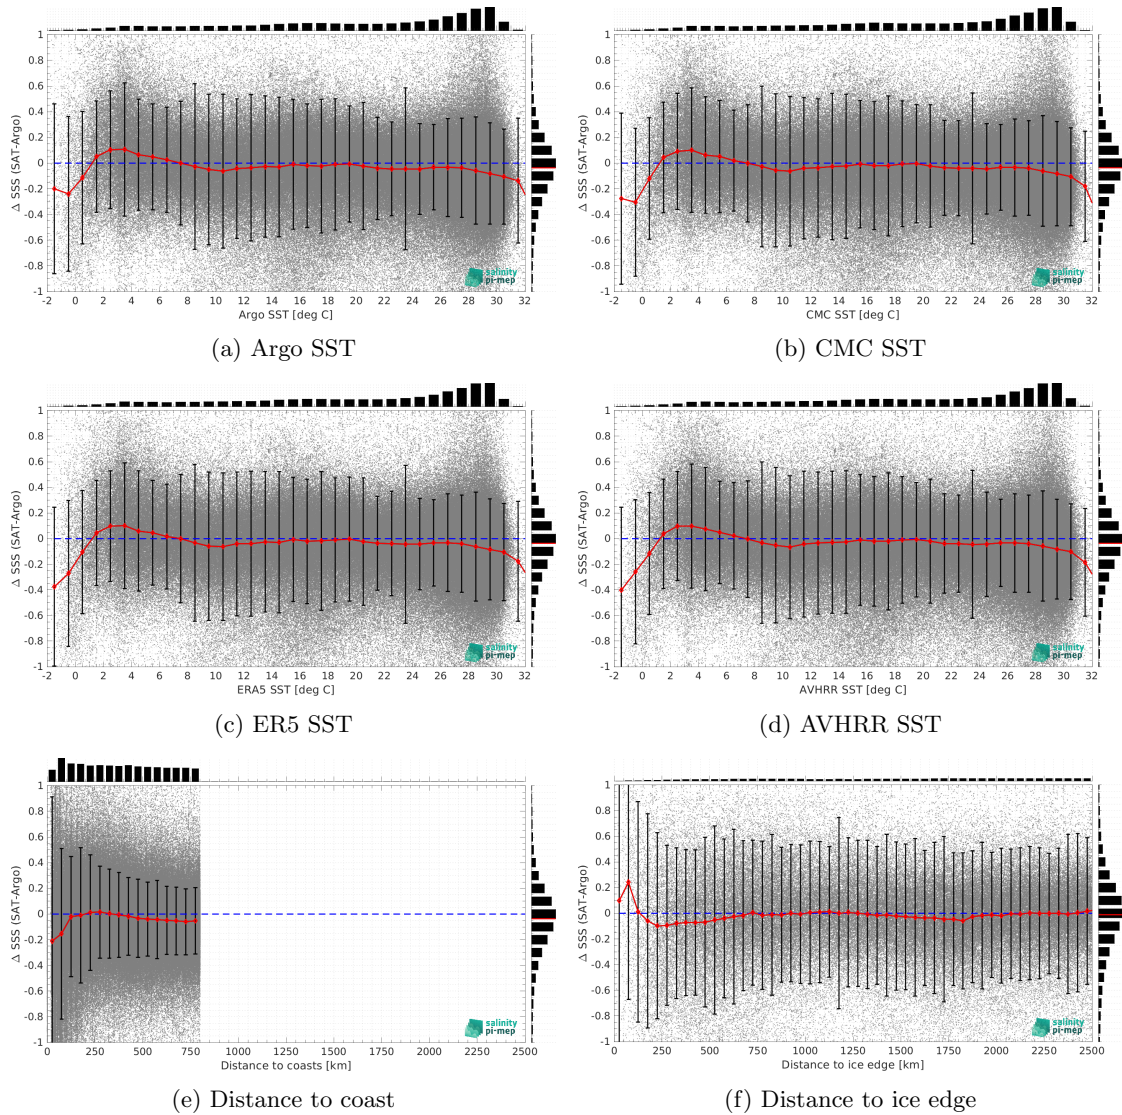 1
0.8
0.6
0.4
0.2
0
-0.2
-0.4
-0.6
-0.8
-1
Δ SSS (SAT-Argo)
salinity
pi-mep
-2 0 2 4 6 8 10 12 14 16 18 20 22 24 26 28 30 32
Argo SST [deg C]
(a) Argo SST
1
0.8
0.6
0.4
0.2
0
-0.2
-0.4
-0.6
-0.8
-1
Δ SSS (SAT-Argo)
salinity
pi-mep
-2 0 2 4 6 8 10 12 14 16 18 20 22 24 26 28 30 32
CMC SST [deg C]
(b) CMC SST
1
0.8
0.6
0.4
0.2
0
-0.2
-0.4
-0.6
-0.8
-1
Δ SSS (SAT-Argo)
salinity
pi-mep
-2 0 2 4 6 8 10 12 14 16 18 20 22 24 26 28 30 32
ERA5 SST [deg C]
(c) ER5 SST
1
0.8
0.6
0.4
0.2
0
-0.2
-0.4
-0.6
-0.8
-1
Δ SSS (SAT-Argo)
salinity
pi-mep
-2 0 2 4 6 8 10 12 14 16 18 20 22 24 26 28 30 32
AVHRR SST [deg C]
(d) AVHRR SST
1
0.8
0.6
0.4
0.2
0
-0.2
-0.4
-0.6
-0.8
-1
Δ SSS (SAT-Argo)
salinity
pi-mep
0 250 500 750 1000 1250 1500 1750 2000 2250 2500
Distance to coasts [km]
(e) Distance to coast
1
0.8
0.6
0.4
0.2
0
-0.2
-0.4
-0.6
-0.8
-1
Δ SSS (SAT-Argo)
salinity
pi-mep
0 250 500 750 1000 1250 1500 1750 2000 2250 2500
Distance to ice edge [km]
(f) Distance to ice edge